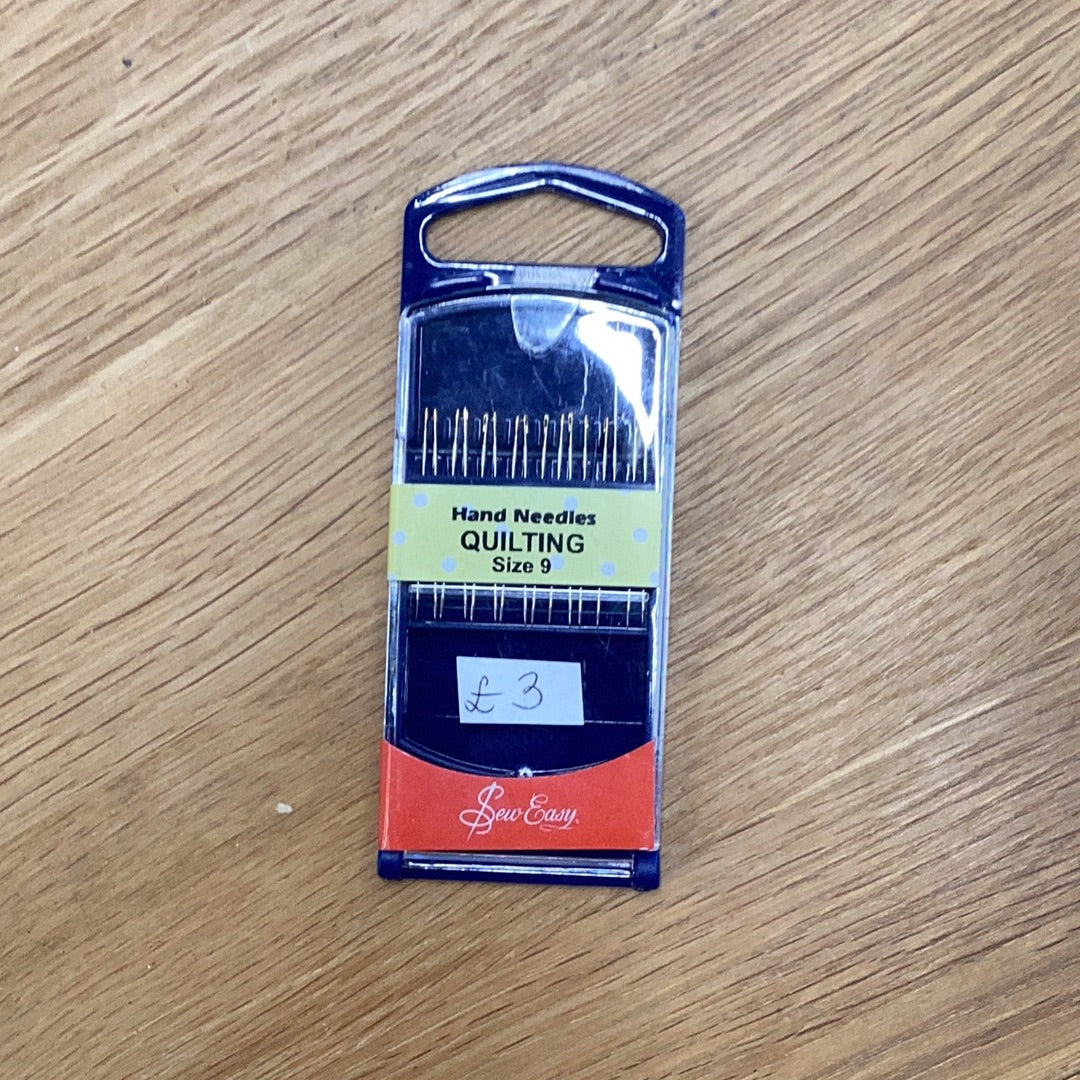 Hand Needles
QUILTING
Size 9
£3
Sew Easy